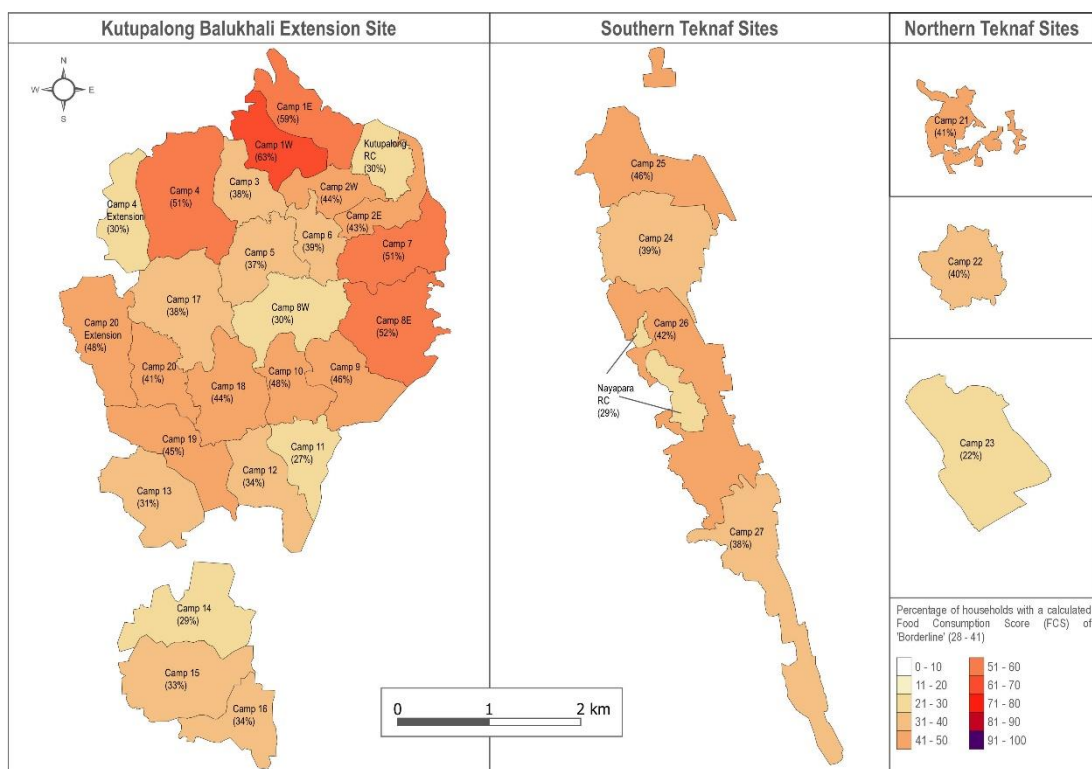 Kutupalong Balukhali Extension Site
Southern Teknaf Sites
Northern Teknaf Sites
N
W E
S
Camp 1E
(59%)
Camp 1W
(63%)
Kutupalong
RC
(30%)
Camp 3
(38%)
Camp 4
(51%)
Camp 2W
(44%)
Camp 4
Extension
(30%)
Camp 2E
(43%)
Camp 6
(39%)
Camp 7
(51%)
Camp 5
(37%)
Camp 17
(38%)
Camp 8W
(30%)
Camp 8E
(52%)
Camp 20
Extension
(48%)
Camp 20
(41%)
Camp 18
(44%)
Camp 10
(48%)
Camp 9
(46%)
Camp 19
(45%)
Camp 11
(27%)
Camp 12
(34%)
Camp 13
(31%)
Camp 14
(29%)
Camp 15
(33%)
Camp 16
(34%)
0 1 2 km
Camp 25
(46%)
Camp 24
(39%)
Camp 26
(42%)
Nayapara
RC
(29%)
Camp 27
(38%)
Camp 21
(41%)
Camp 22
(40%)
Camp 23
(22%)
Percentage of households with a calculated
Food Consumption Score (FCS) of
'Borderline' (28 - 41)
0 - 10
11 - 20
21 - 30
31 - 40
41 - 50
51 - 60
61 - 70
71 - 80
81 - 90
91 - 100